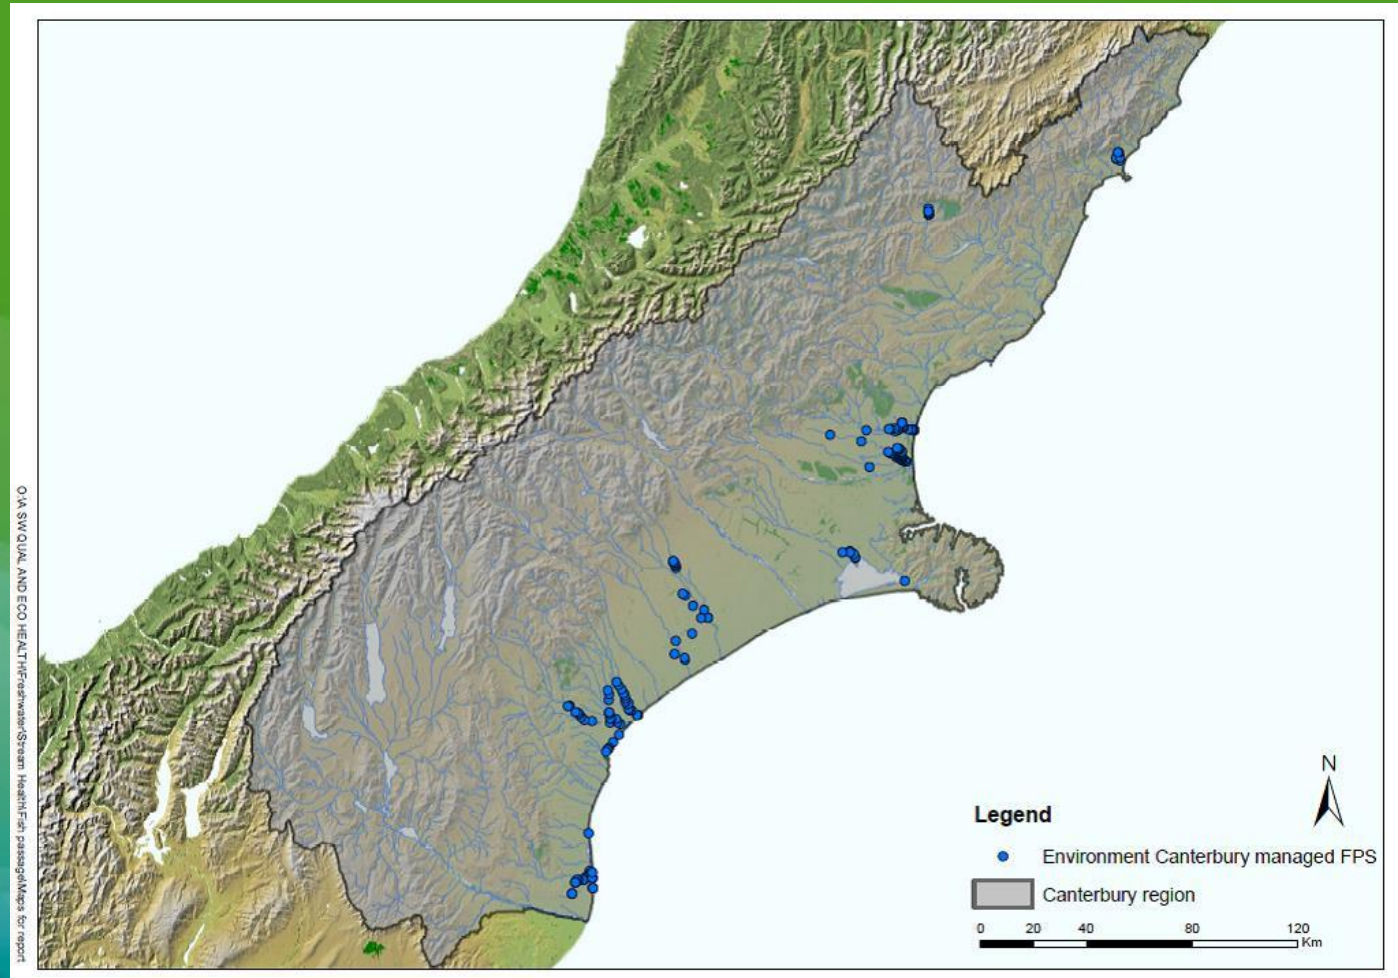 O:\A SW QUAL AND ECO HEALTH\Freshwater\Stream Health\Fish passage\Maps for report
N
Legend
Environment Canterbury managed FPS
Canterbury region
0 20 40 80 120
Km